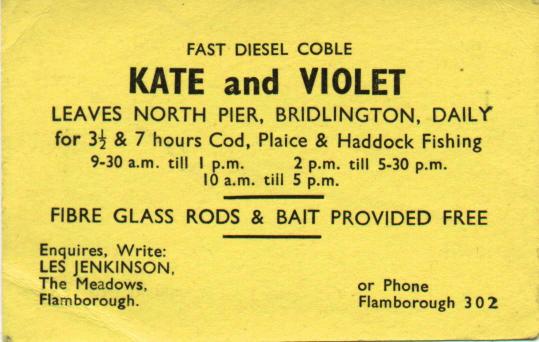 FAST DIESEL COBLE
KATE and VIOLET
LEAVES NORTH PIER, BRIDLINGTON, DAILY
for 3½ & 7 hours Cod, Plaice & Haddock Fishing
9-30 a.m. till 1 p.m. 2 p.m. till 5-30 p.m.
10 a.m. till 5 p.m.
FIBRE GLASS RODS & BAIT PROVIDED FREE
Enquires, Write:
LES JENKINSON,
The Meadows,
Flamborough.
or Phone
Flamborough 302